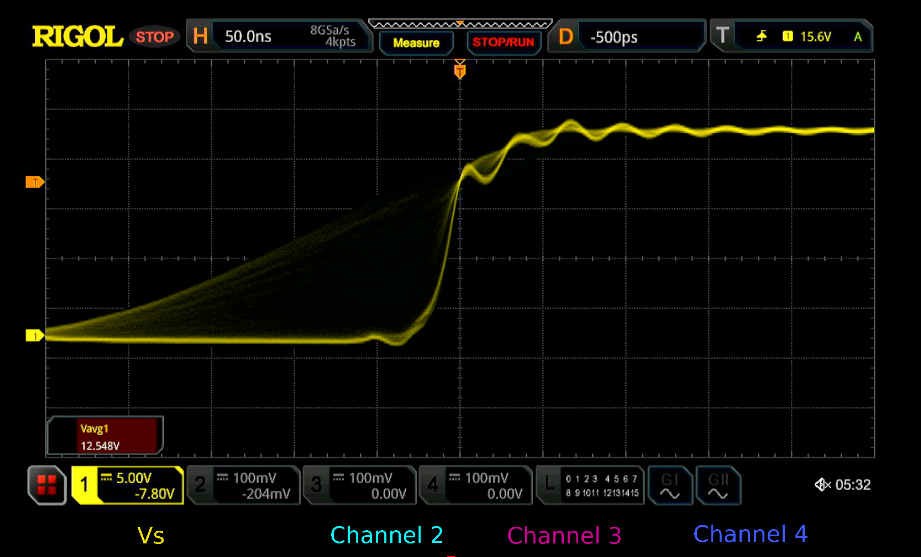 RIGOL STOP H 50.0ns 8GSa/s 4kpts Measure STOP/RUN D -500ps T 1 15.6V A
T
T
1
Vavg1
12.548V
1 5.00V -7.80V 2 100mV -204mV 3 100mV 0.00V 4 100mV 0.00V L 0 1 2 3 4 5 6 7 8 9 10 11 12 13 14 15 GI GII 05:32
Vs Channel 2 Channel 3 Channel 4